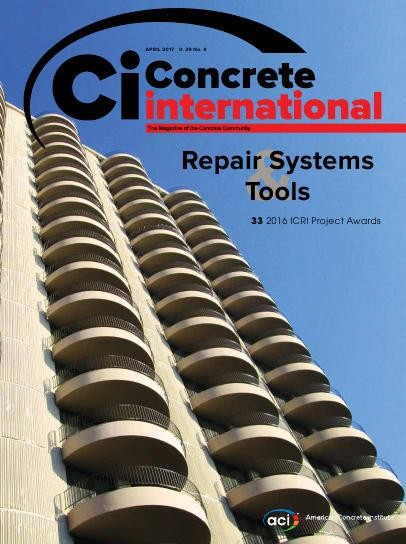 APRIL 2017 V. 39 No. 4
Ci Concrete
international
The Magazine of the Concrete Community
Repair Systems
&
Tools
33 2016 ICRI Project Awards
aci American Concrete Institute